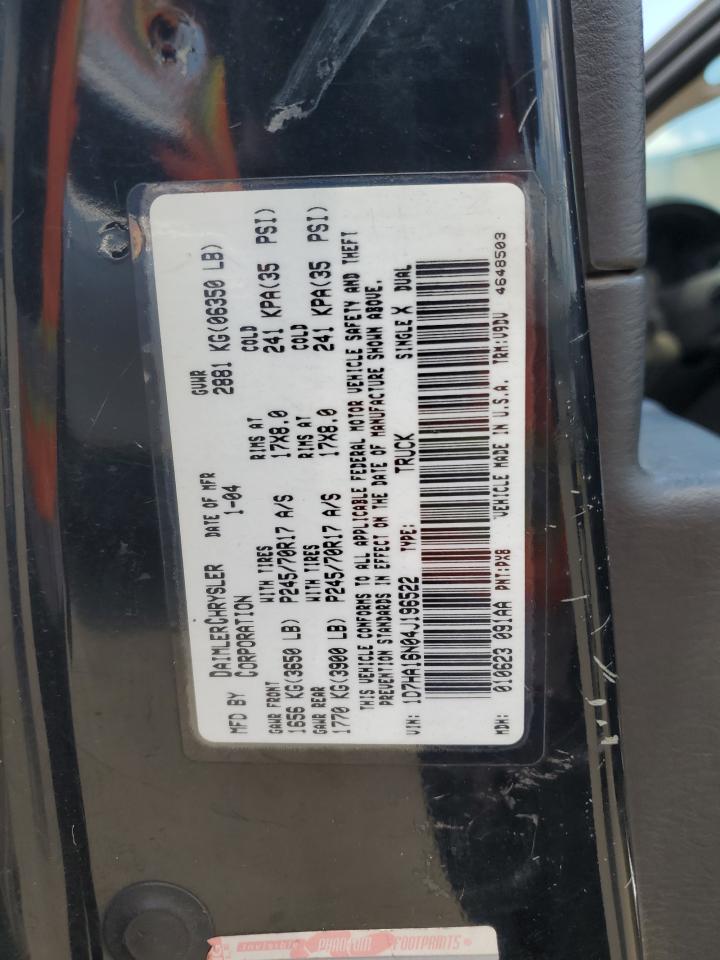 MFD BY DAIMLERCHRYSLER CORPORATION DATE OF MFR 1-04 GVWR 2881 KG(06350 LB)
GAWR FRONT WITH TIRES RIMS AT COLD
1656 KG(3650 LB) P245/70R17 A/S 17X8.0 241 KPA(35 PSI)
GAWR REAR WITH TIRES RIMS AT COLD
1770 KG(3900 LB) P245/70R17 A/S 17X8.0 241 KPA(35 PSI)
THIS VEHICLE CONFORMS TO ALL APPLICABLE FEDERAL MOTOR VEHICLE SAFETY AND THEFT
PREVENTION STANDARDS IN EFFECT ON THE DATE OF MANUFACTURE SHOWN ABOVE.
VIN: 1D7HA16N04J196522 TYPE: TRUCK SINGLE X DUAL
MDH: 010623 091AA PNT:PX8 VEHICLE MADE IN U.S.A. TRM:V9DV 4648503
Invisible PHANTOM FOOTPRINTS